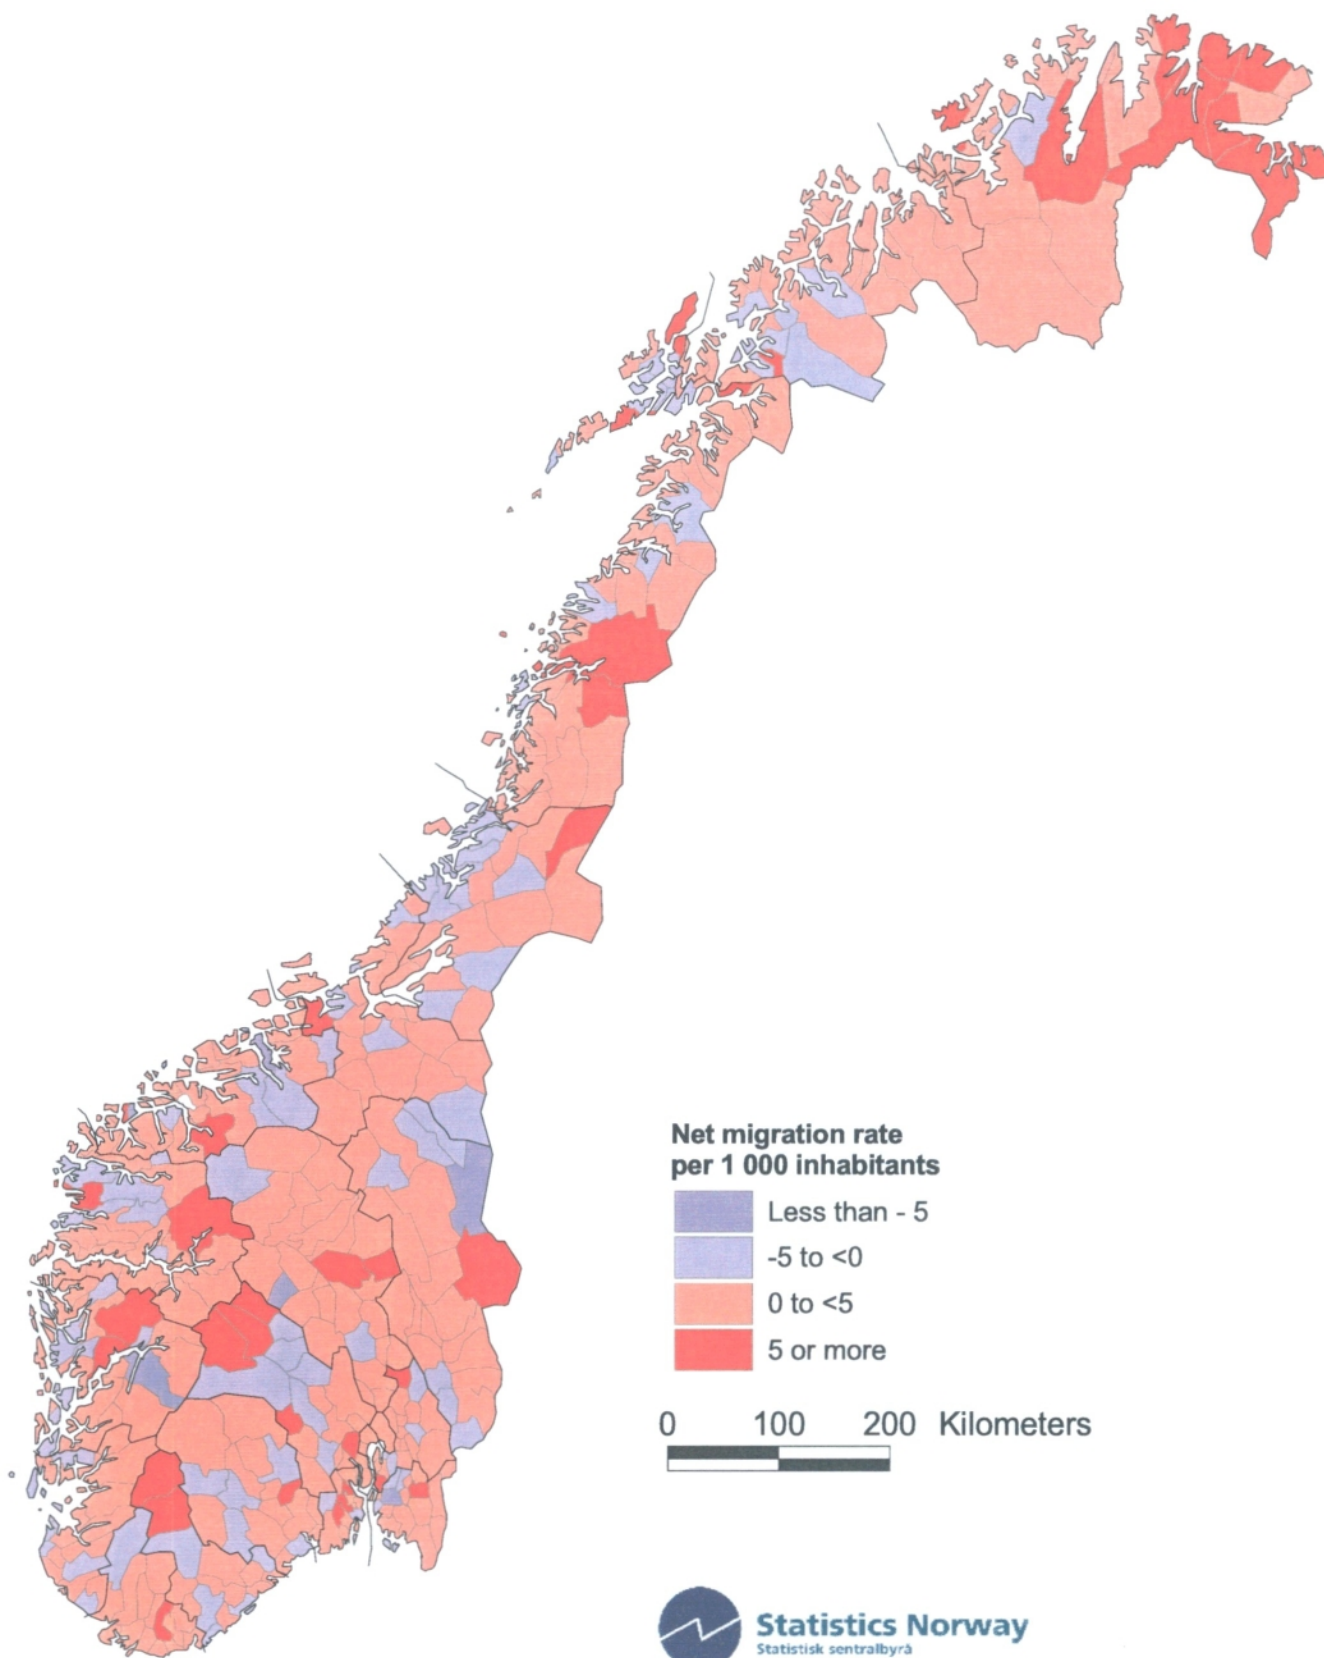 Net migration rate
per 1 000 inhabitants
Less than - 5
-5 to <0
0 to <5
5 or more
0 100 200 Kilometers
Statistics Norway
Statistisk sentralbyrå